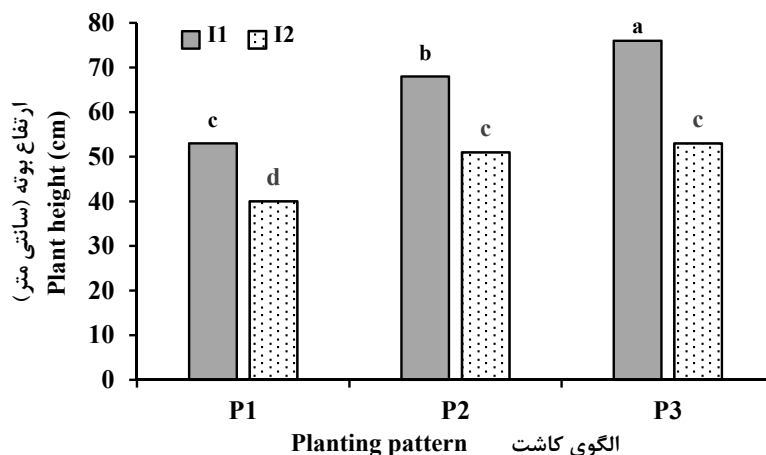 80
70
60
50
40
30
20
10
0
ارتفاع بوته (سانتی متر)
Plant height (cm)
I1 I2
c
d
b
c
a
c
P1 P2 P3
Planting pattern الگوی کاشت